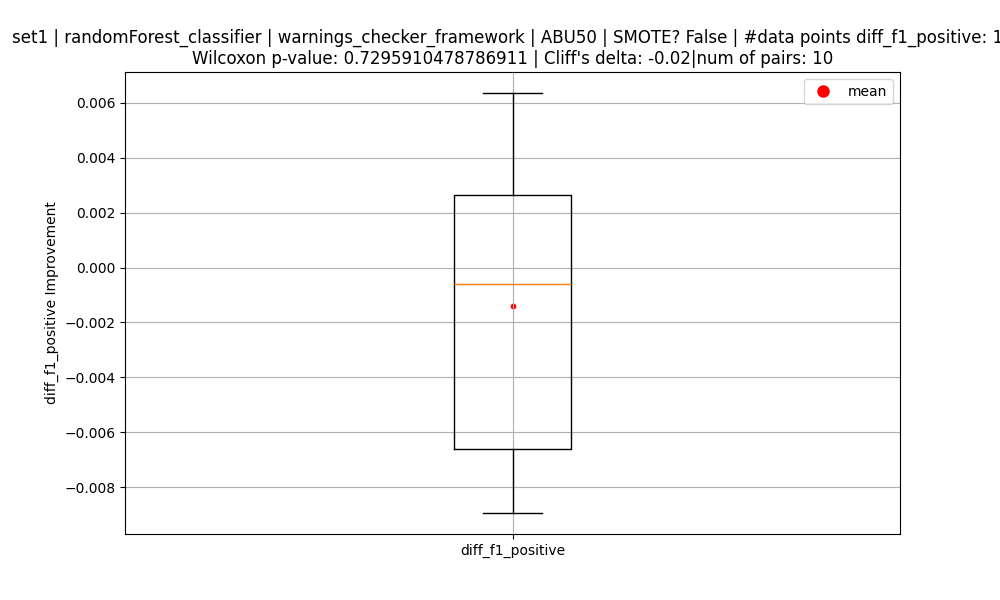 set1 | randomForest_classifier | warnings_checker_framework | ABU50 | SMOTE? False | #data points diff_f1_positive: 1
Wilcoxon p-value: 0.7295910478786911 | Cliff's delta: -0.02|num of pairs: 10
mean
0.006
0.004
0.002
0.000
−0.002
−0.004
−0.006
−0.008
diff_f1_positive Improvement
diff_f1_positive